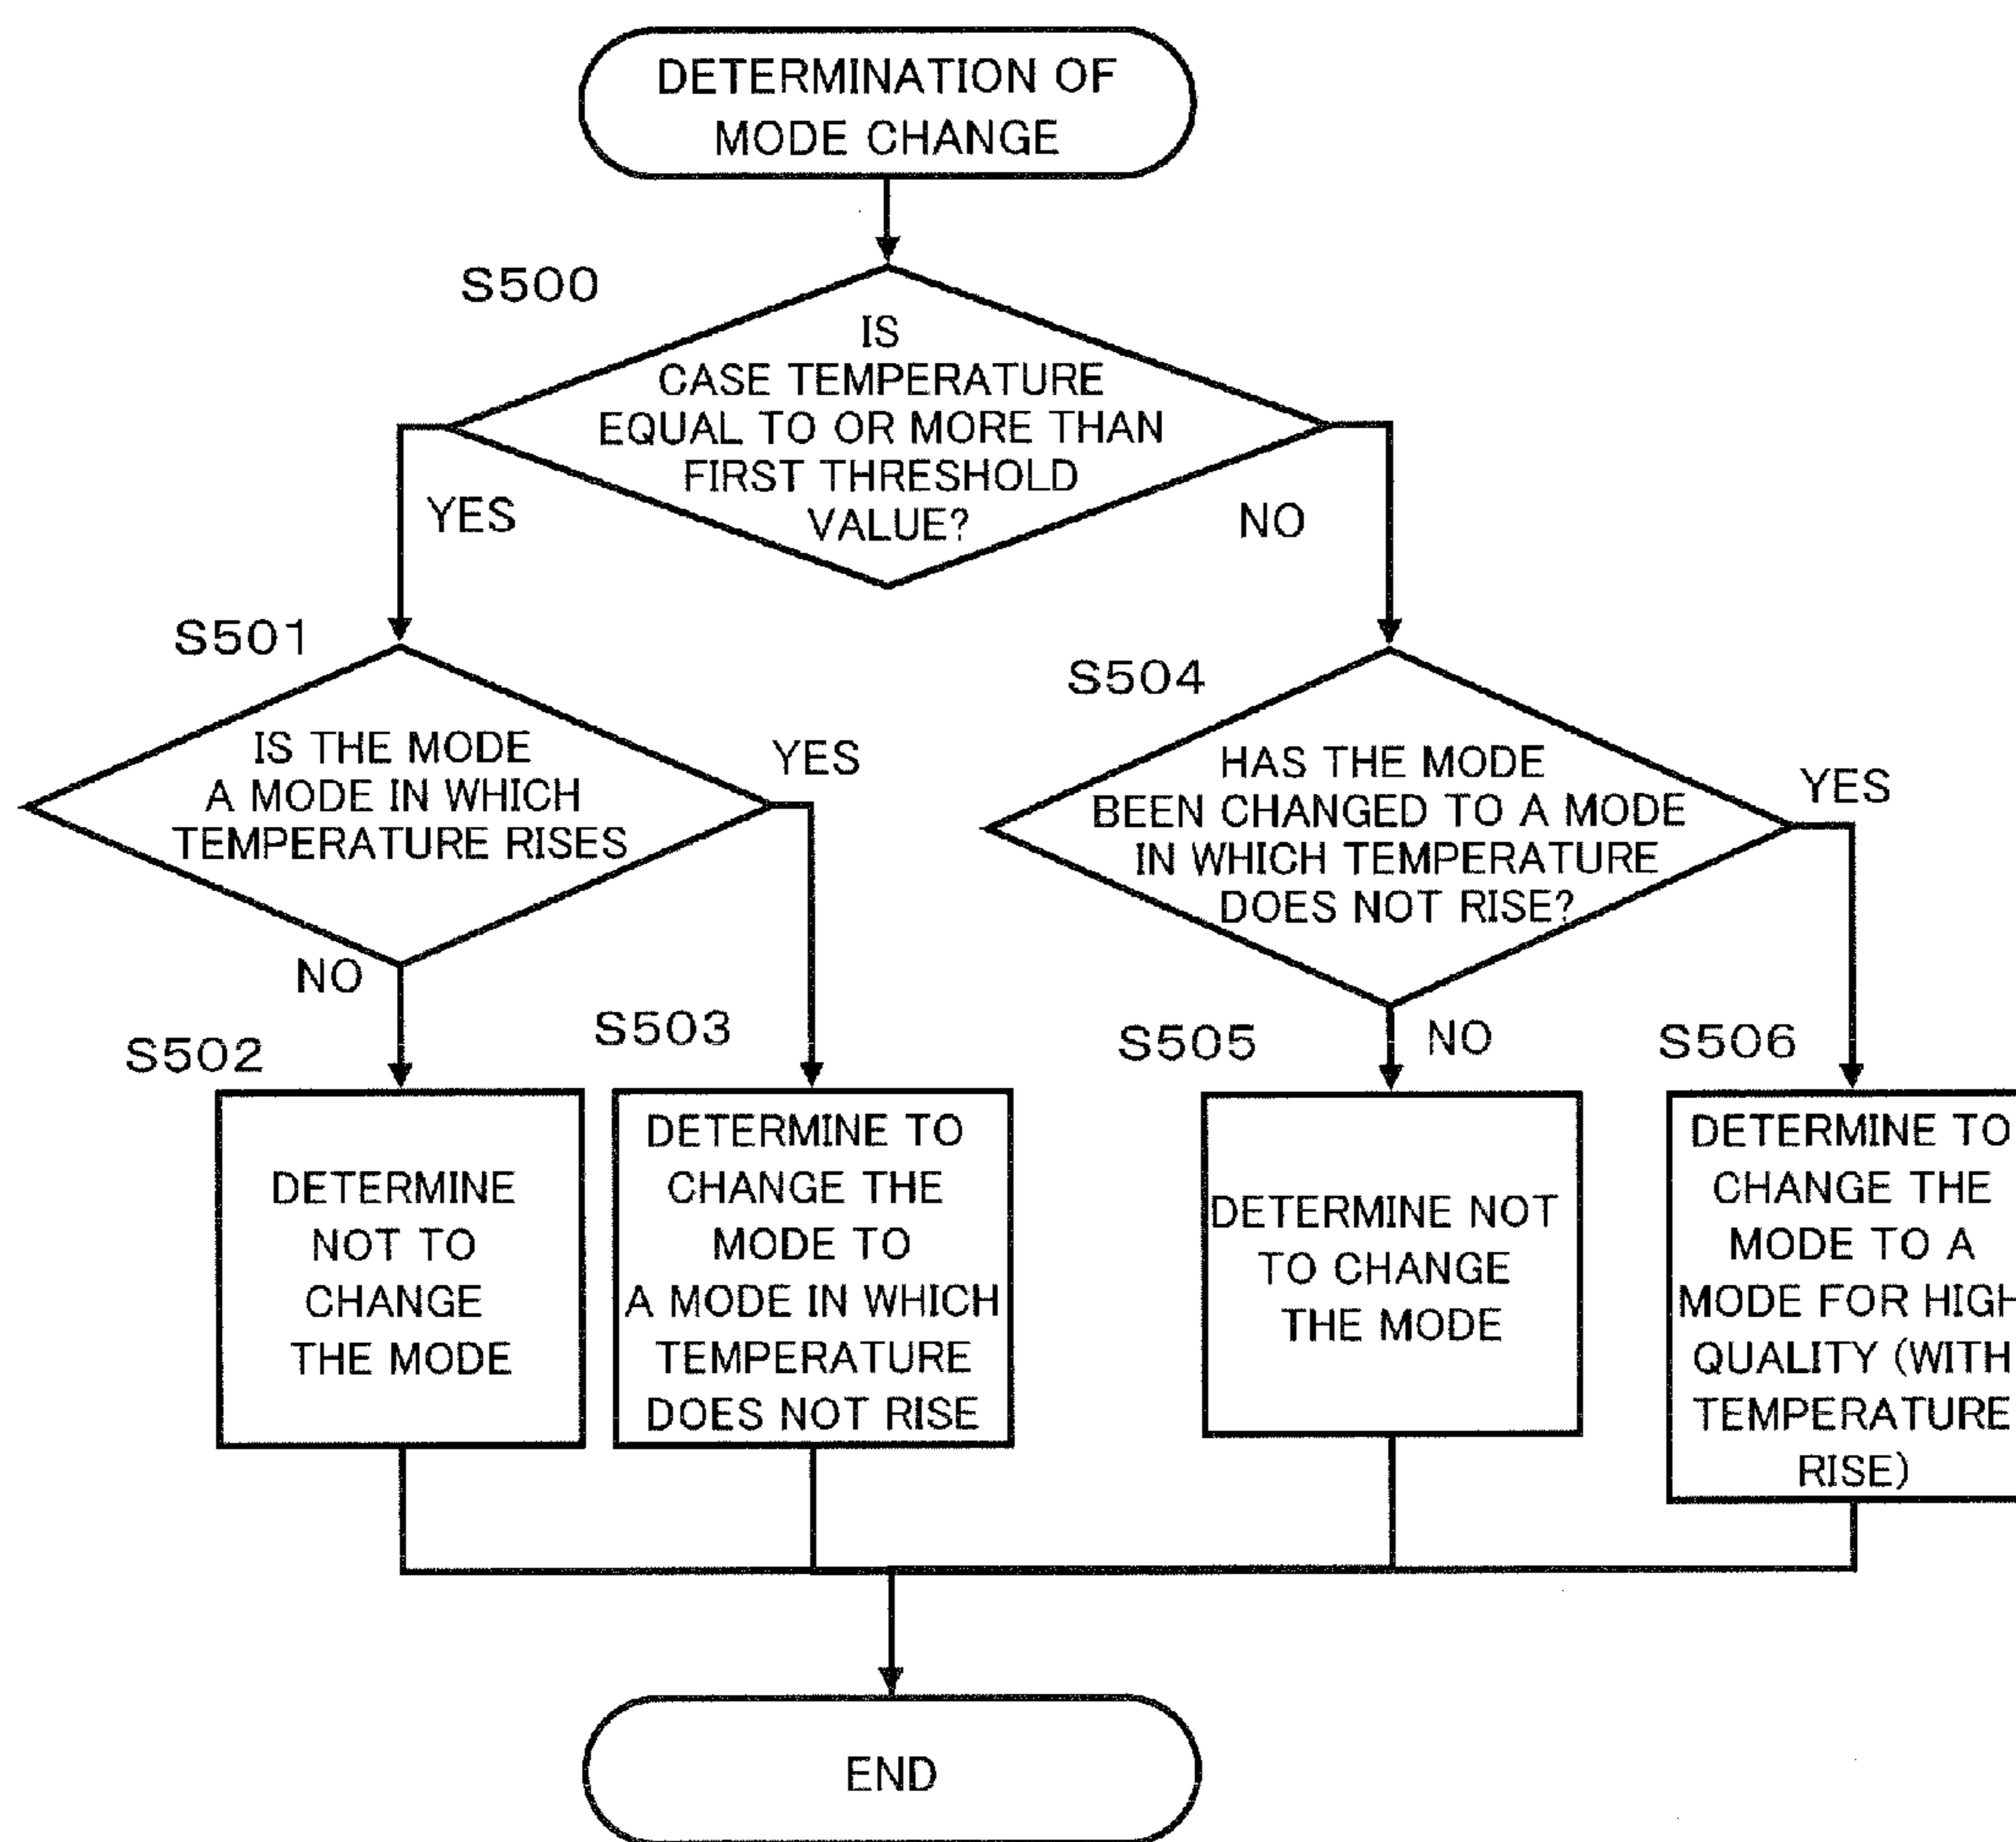 DETERMINATION OF
MODE CHANGE
S500
IS
CASE TEMPERATURE
EQUAL TO OR MORE THAN
FIRST THRESHOLD
VALUE?
YES
NO
S501
IS THE MODE
A MODE IN WHICH
TEMPERATURE RISES
YES
NO
S504
HAS THE MODE
BEEN CHANGED TO A MODE
IN WHICH TEMPERATURE
DOES NOT RISE?
YES
NO
S502
DETERMINE
NOT TO
CHANGE
THE MODE
S503
DETERMINE TO
CHANGE THE
MODE TO
A MODE IN WHICH
TEMPERATURE
DOES NOT RISE
S505
DETERMINE NOT
TO CHANGE
THE MODE
S506
DETERMINE TO
CHANGE THE
MODE TO A
MODE FOR HIGH
QUALITY (WITH
TEMPERATURE
RISE)
END